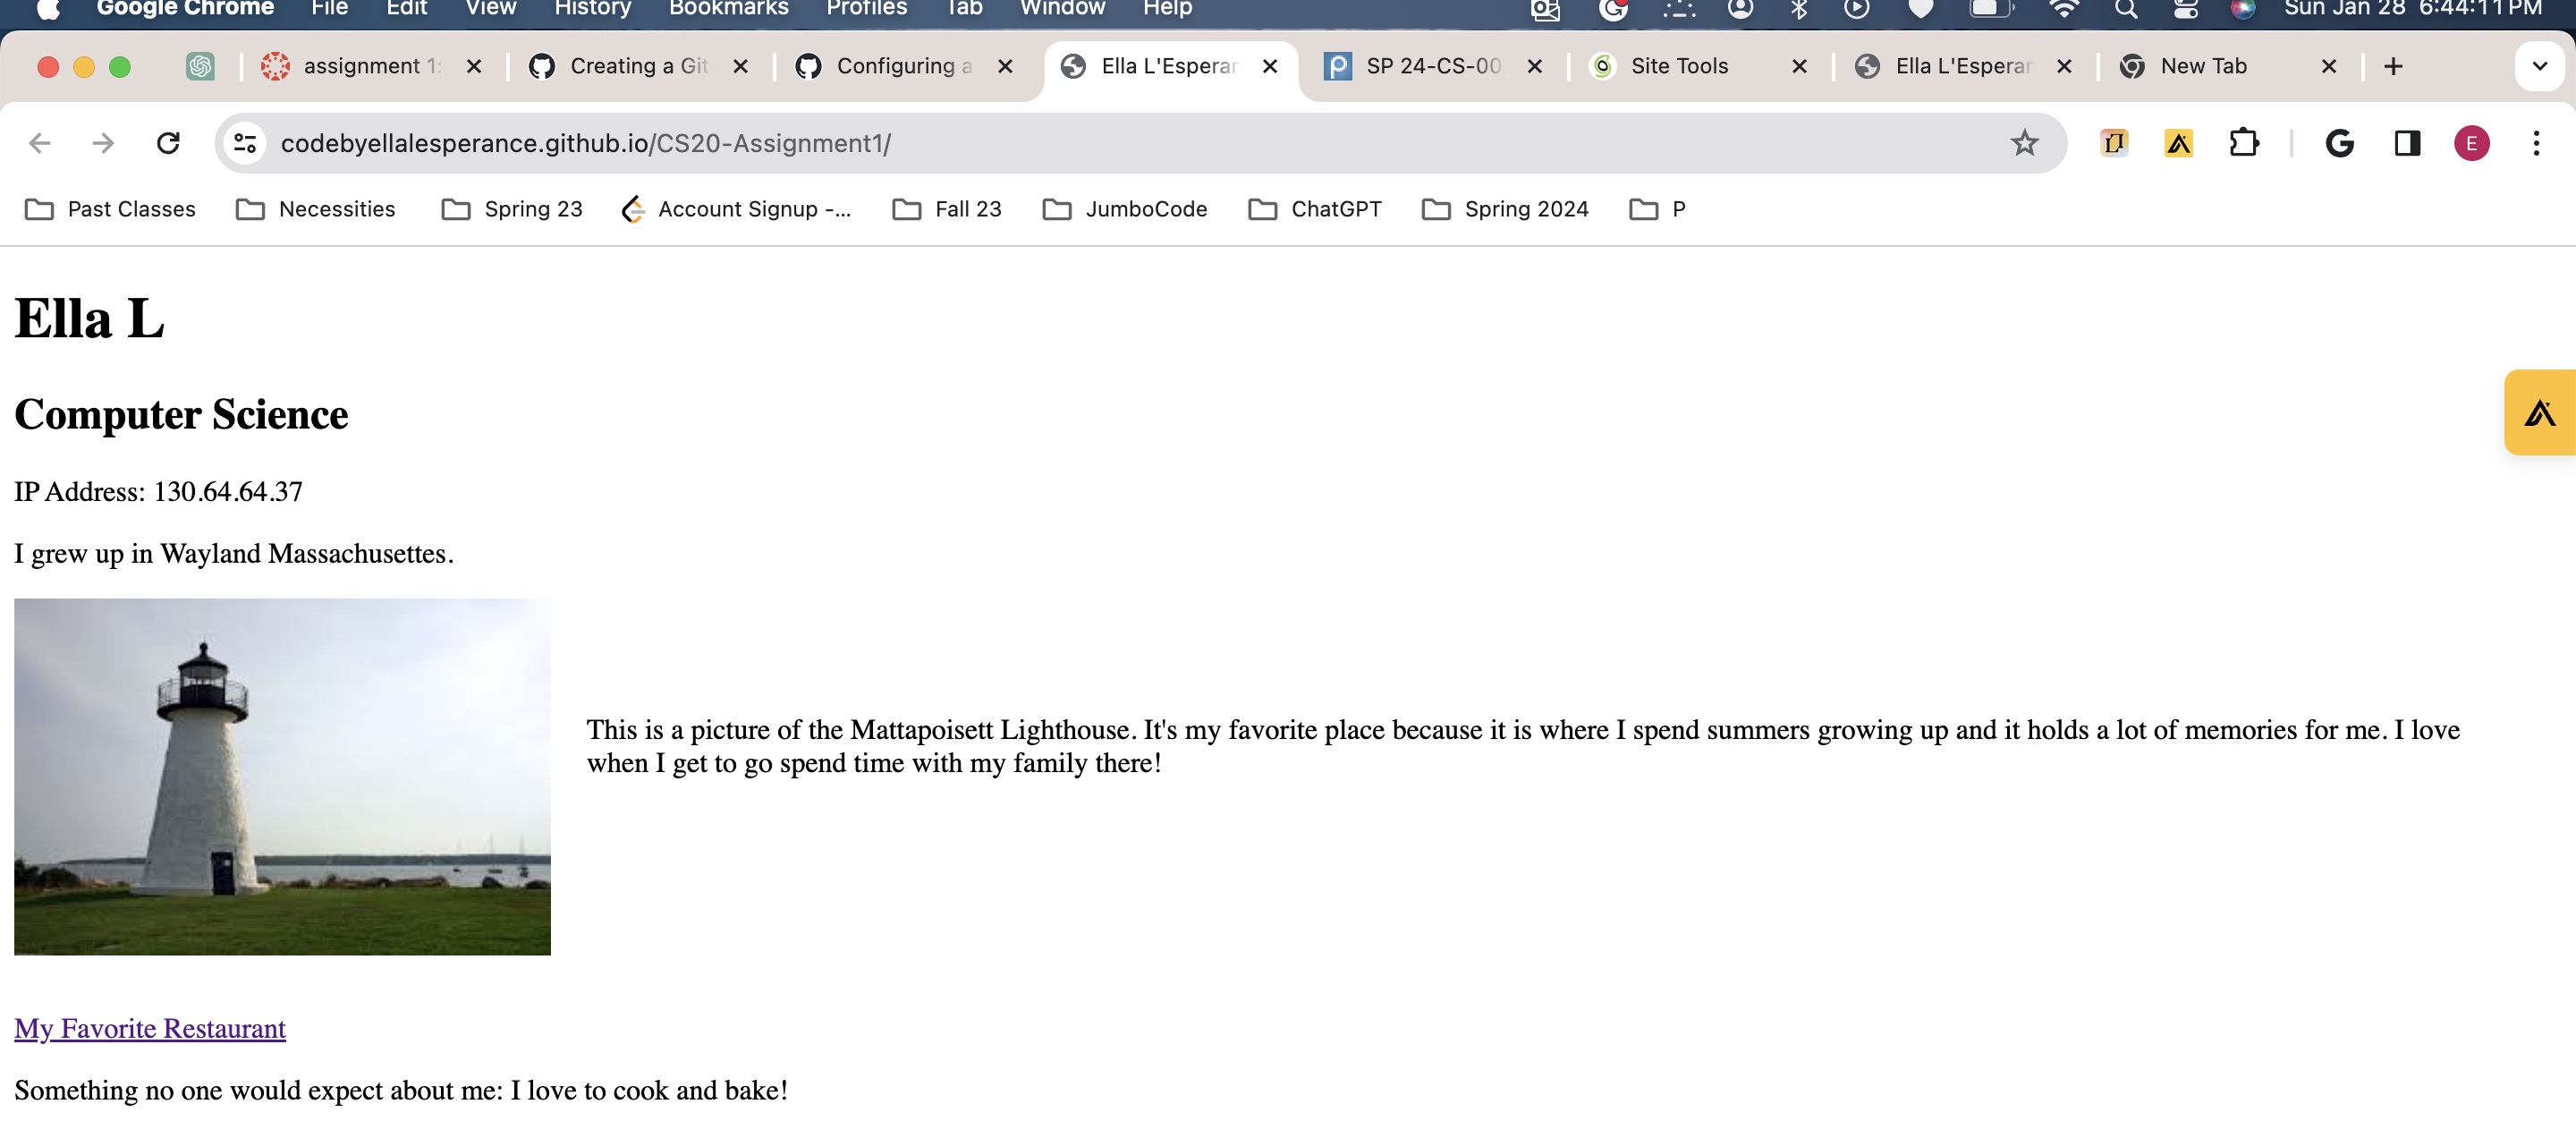 Google Chrome File Edit View History Bookmarks Profiles Tab Window Help Sun Jan 28 6:44:11 PM
assignment 1: Creating a Git Configuring a Ella L'Esperan SP 24-CS-00 Site Tools Ella L'Esperan New Tab
codebyellalesperance.github.io/CS20-Assignment1/ E
Past Classes Necessities Spring 23 Account Signup -... Fall 23 JumboCode ChatGPT Spring 2024 P
Ella L
Computer Science
IP Address: 130.64.64.37
I grew up in Wayland Massachusettes.
This is a picture of the Mattapoisett Lighthouse. It's my favorite place because it is where I spend summers growing up and it holds a lot of memories for me. I love
when I get to go spend time with my family there!
My Favorite Restaurant
Something no one would expect about me: I love to cook and bake!